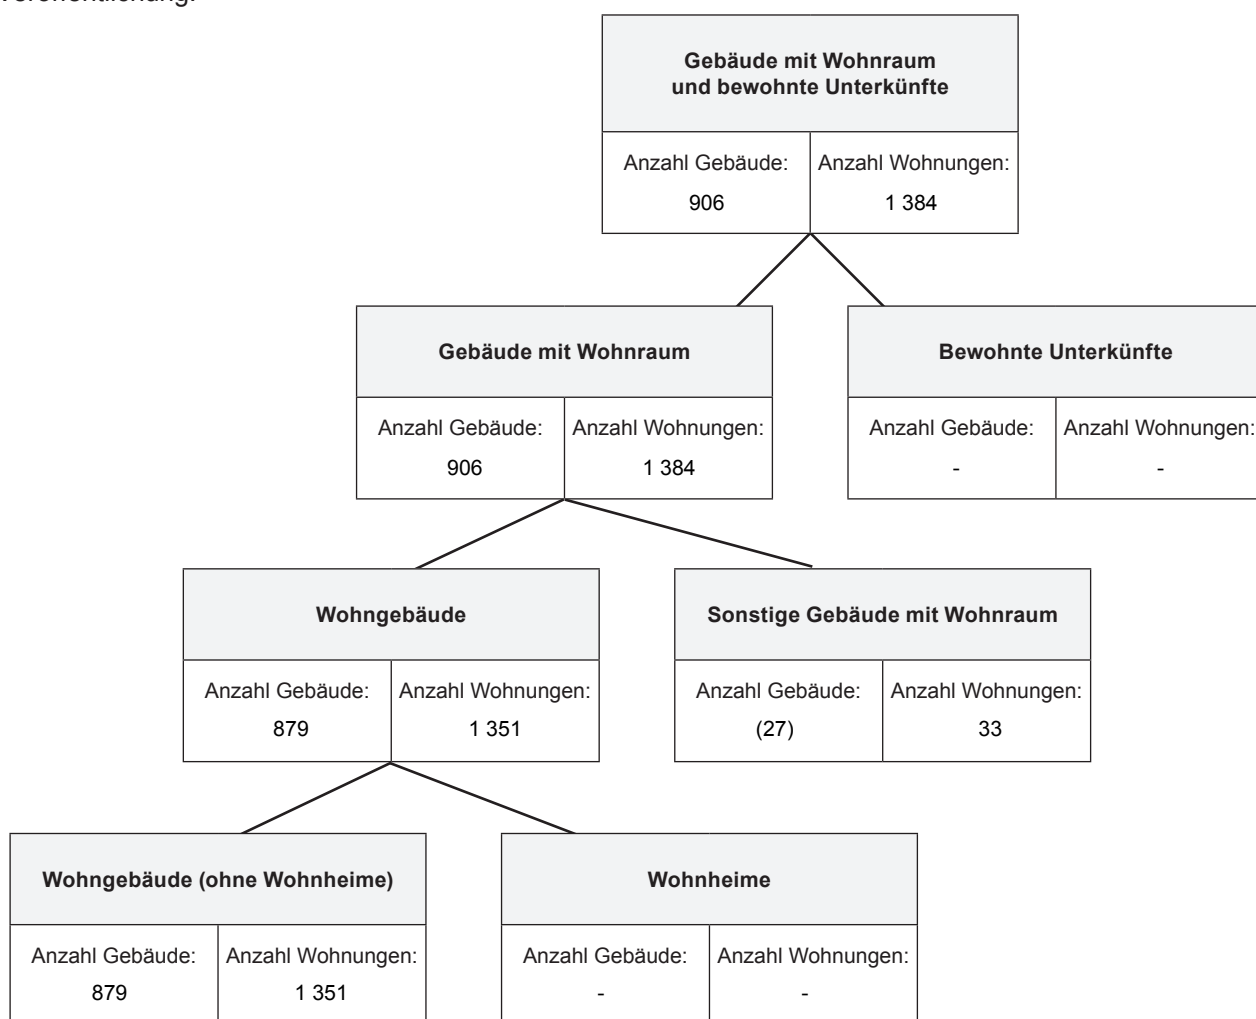 Veröffentlichung.
Gebäude mit Wohnraum
und bewohnte Unterkünfte
Anzahl Gebäude: Anzahl Wohnungen:
906 1 384
Gebäude mit Wohnraum Bewohnte Unterkünfte
Anzahl Gebäude: Anzahl Wohnungen: Anzahl Gebäude: Anzahl Wohnungen:
906 1 384 - -
Wohngebäude Sonstige Gebäude mit Wohnraum
Anzahl Gebäude: Anzahl Wohnungen: Anzahl Gebäude: Anzahl Wohnungen:
879 1 351 (27) 33
Wohngebäude (ohne Wohnheime) Wohnheime
Anzahl Gebäude: Anzahl Wohnungen: Anzahl Gebäude: Anzahl Wohnungen:
879 1 351 - -